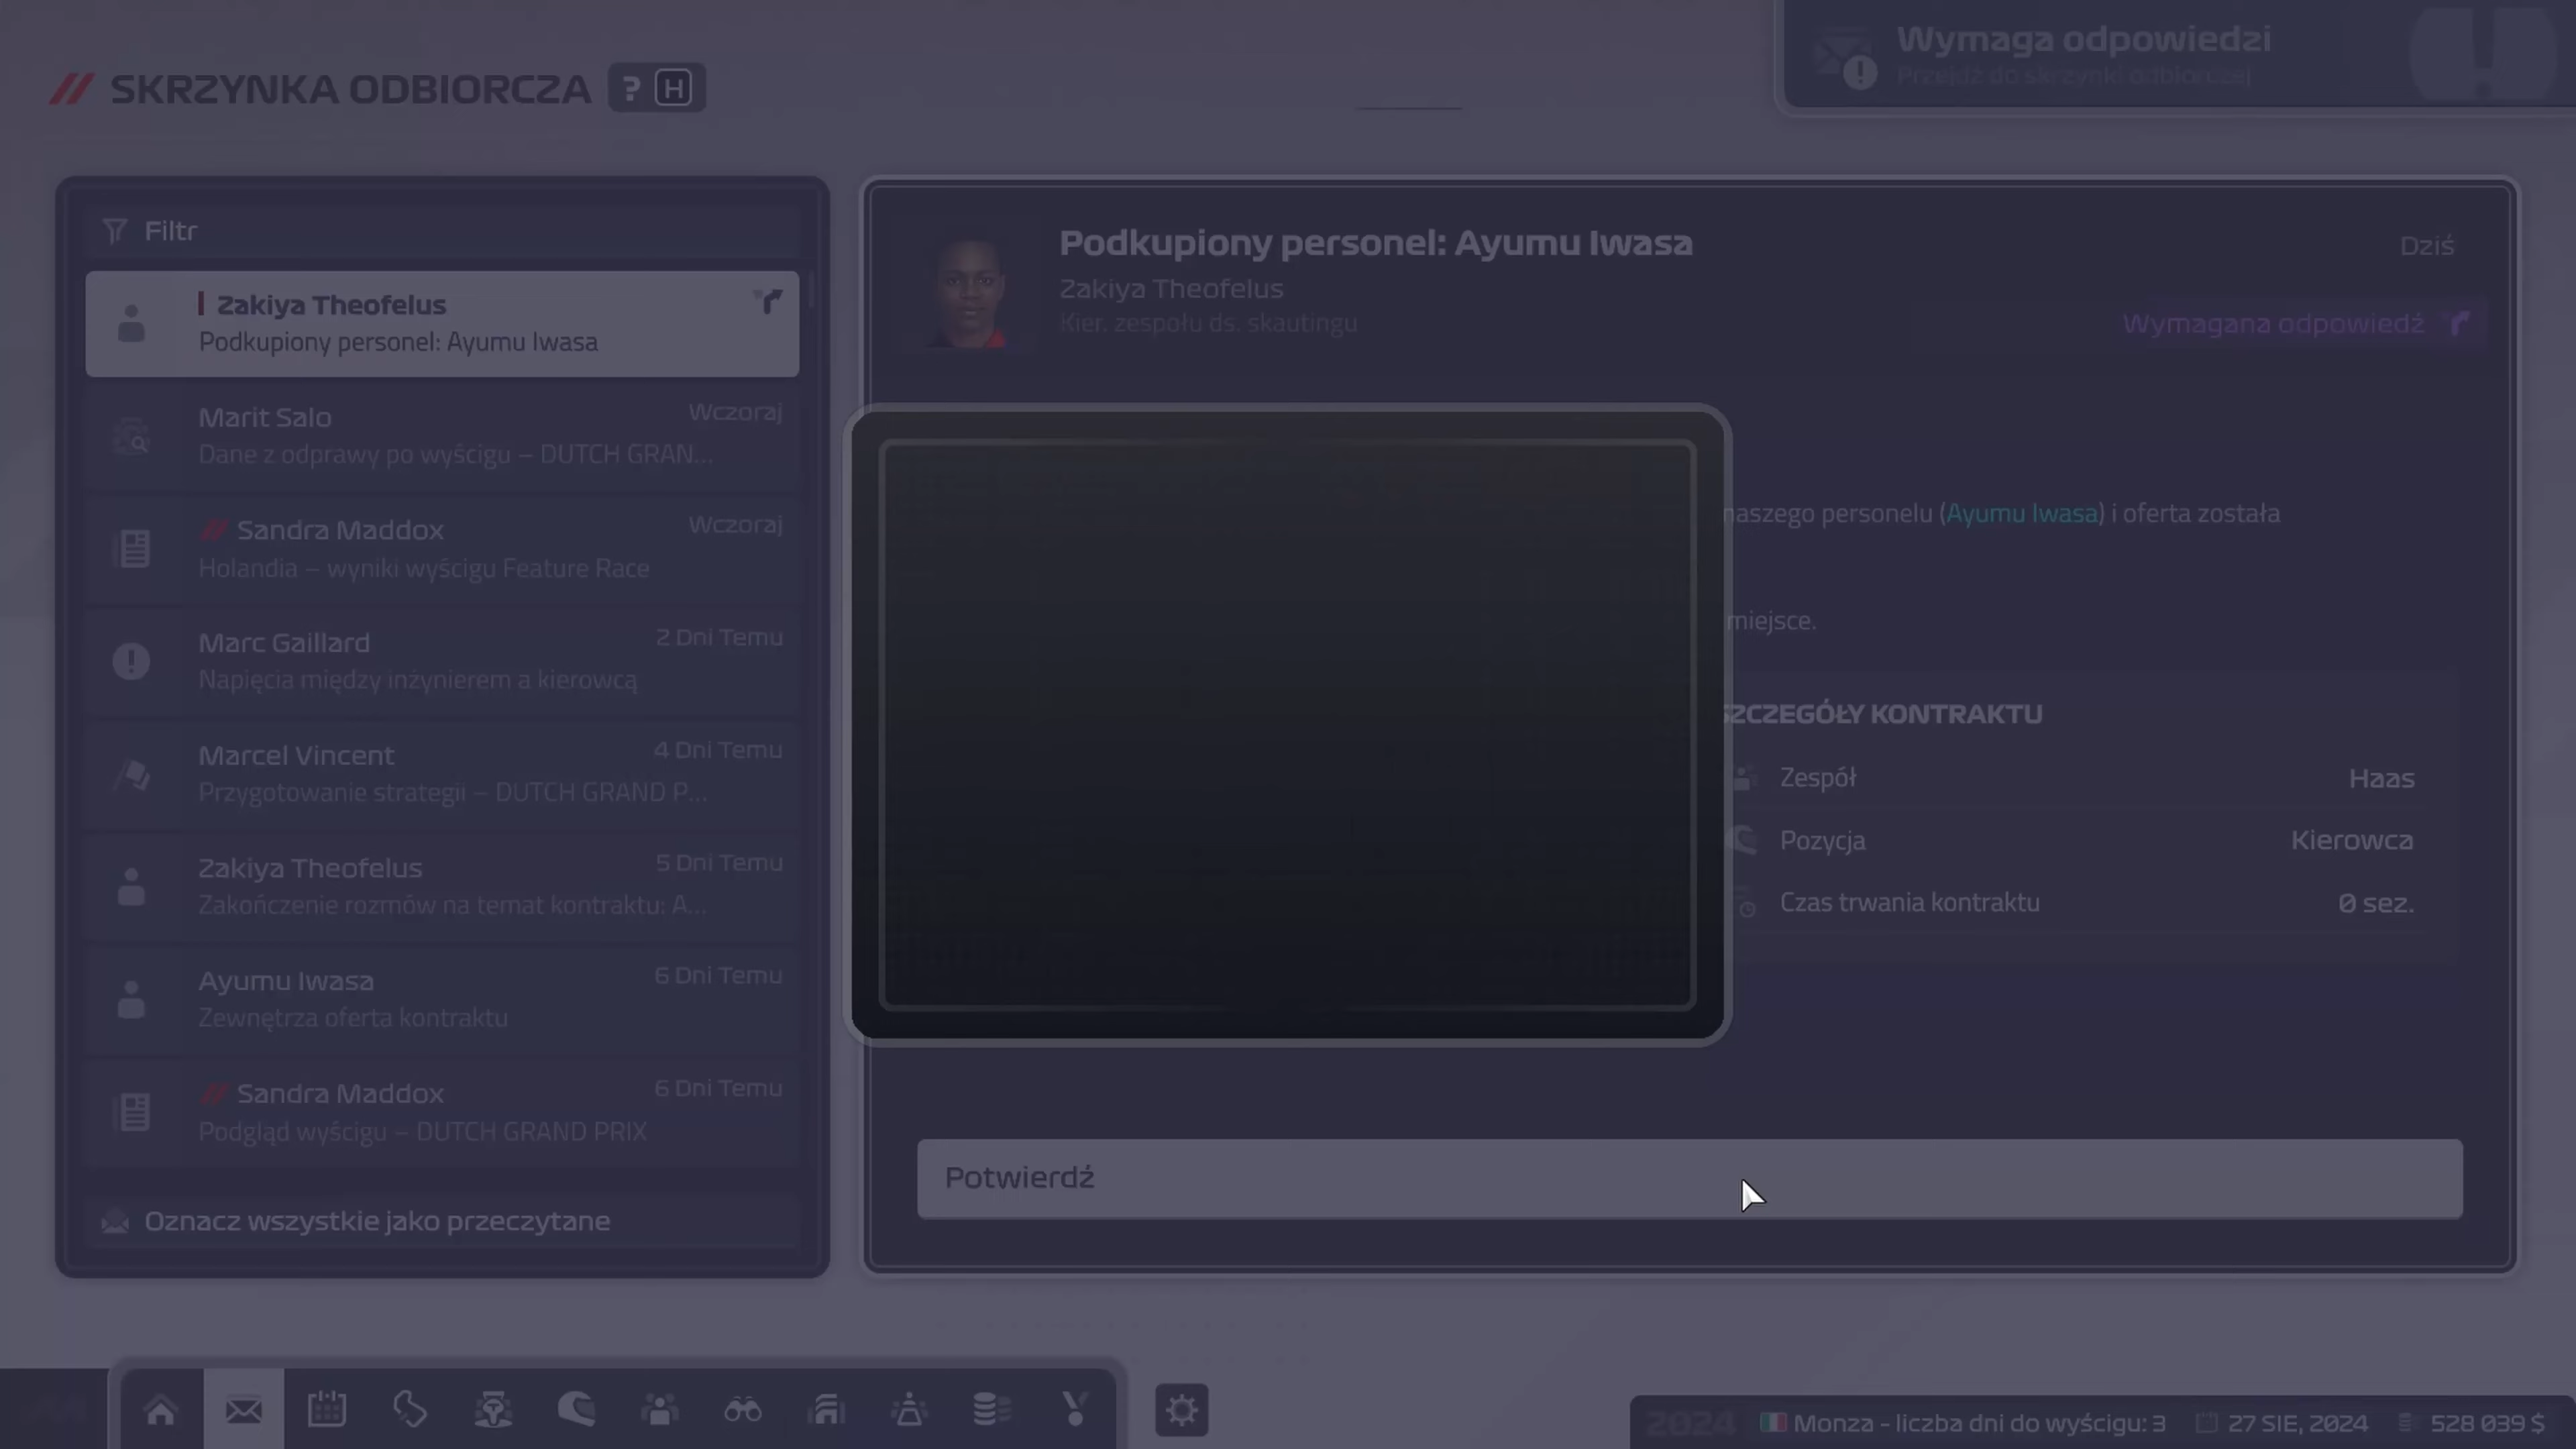 SKRZYNKA ODBIORCZA ? H
Wymaga odpowiedzi
Przejdź do skrzynki odbiorczej
Filtr
Zakiya Theofelus
Podkupiony personel: Ayumu Iwasa
Marit Salo Wczoraj
Dane z odprawy po wyścigu – DUTCH GRAN...
Sandra Maddox Wczoraj
Holandia – wyniki wyścigu Feature Race
Marc Gaillard 2 Dni Temu
Napięcia między inżynierem a kierowcą
Marcel Vincent 4 Dni Temu
Przygotowanie strategii – DUTCH GRAND P...
Zakiya Theofelus 5 Dni Temu
Zakończenie rozmów na temat kontraktu: A...
Ayumu Iwasa 6 Dni Temu
Zewnętrza oferta kontraktu
Sandra Maddox 6 Dni Temu
Podgląd wyścigu – DUTCH GRAND PRIX
Oznacz wszystkie jako przeczytane
Podkupiony personel: Ayumu Iwasa Dziś
Zakiya Theofelus
Kier. zespołu ds. skautingu
Wymagana odpowiedź
naszego personelu (Ayumu Iwasa) i oferta została
miejsce.
SZCZEGÓŁY KONTRAKTU
Zespół Haas
Pozycja Kierowca
Czas trwania kontraktu 0 sez.
Potwierdź
2024 Monza – liczba dni do wyścigu: 3 27 SIE, 2024 528 039 $